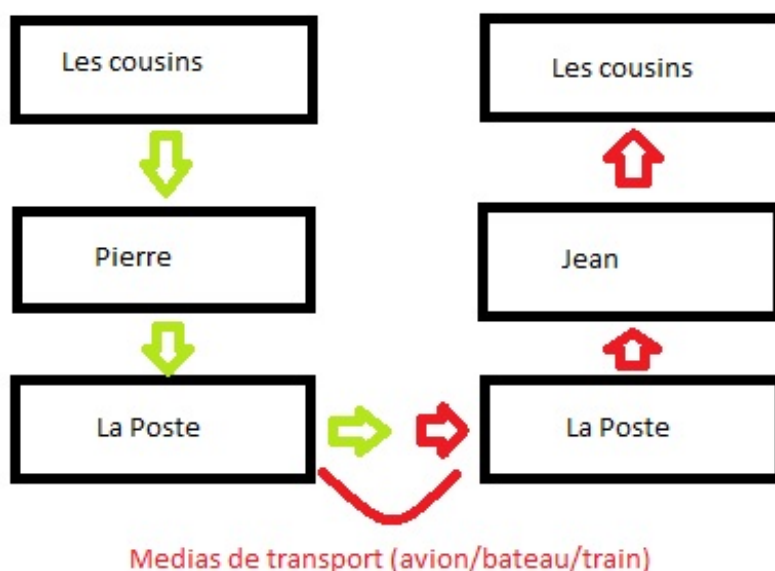 Les cousins
Les cousins
Pierre
Jean
La Poste
La Poste
Medias de transport (avion/bateau/train)